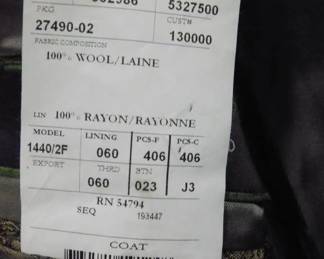 5327500
PKG CUST#
27490-02 130000
FABRIC COMPOSITION
100% WOOL/LAINE
LIN 100% RAYON/RAYONNE
MODEL LINING PCS-F PCS-C
1440/2F 060 406 406
EXPORT THRD BTN
060 023 J3
RN 54794
SEQ 193447
COAT